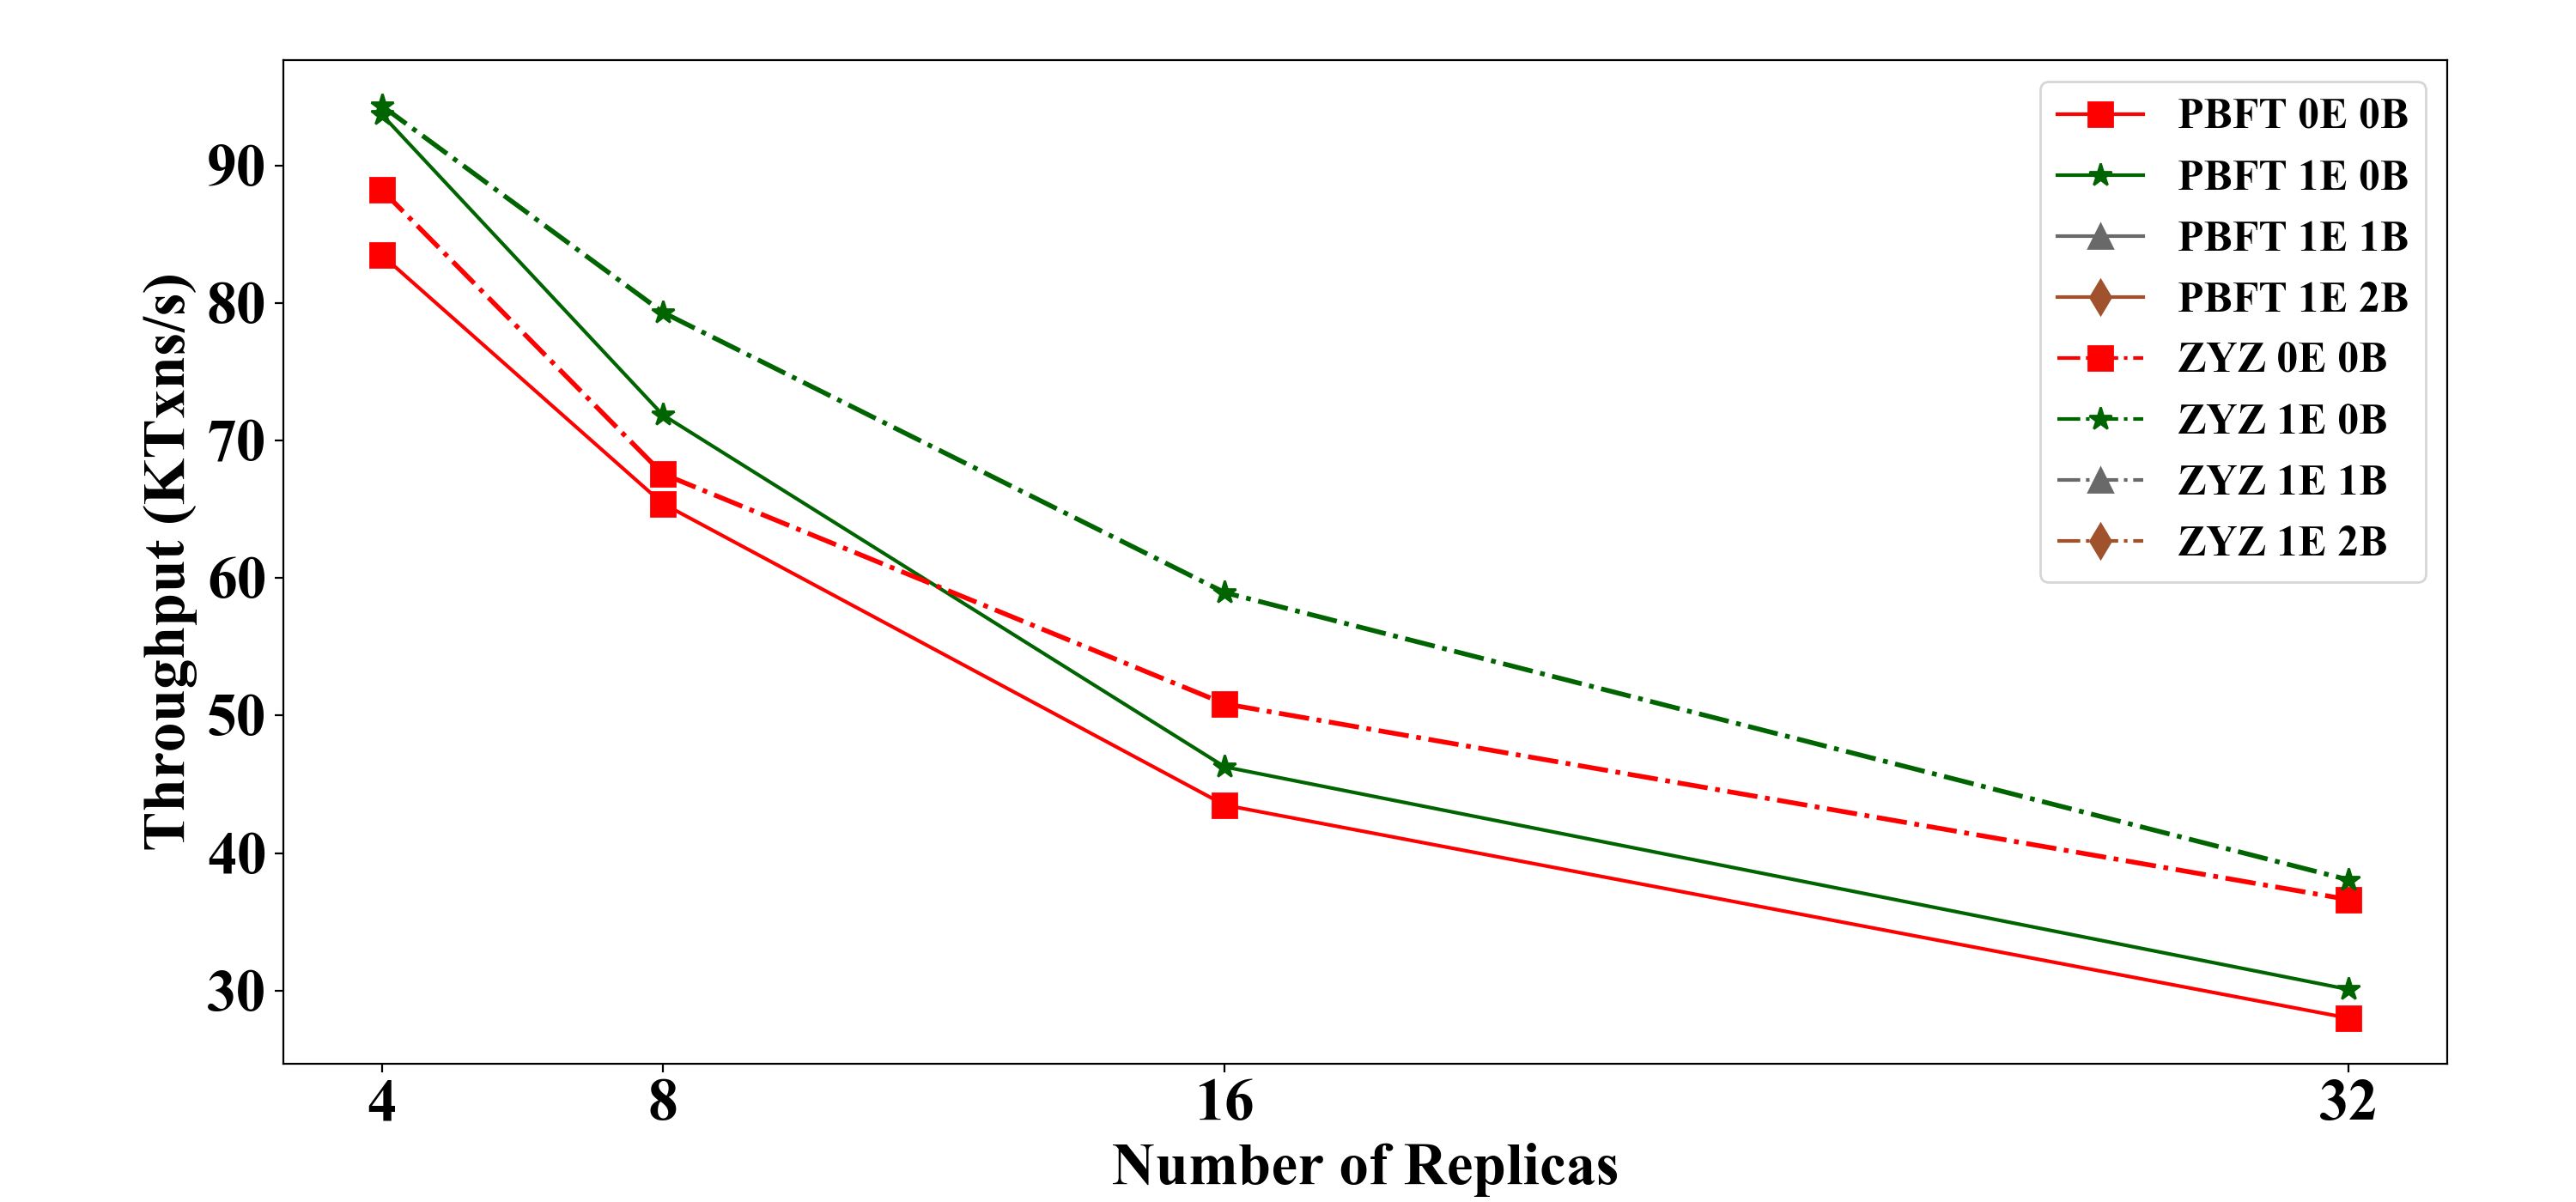 Throughput (KTxns/s)
90
80
70
60
50
40
30
4 8 16 32
Number of Replicas
PBFT 0E 0B
PBFT 1E 0B
PBFT 1E 1B
PBFT 1E 2B
ZYZ 0E 0B
ZYZ 1E 0B
ZYZ 1E 1B
ZYZ 1E 2B